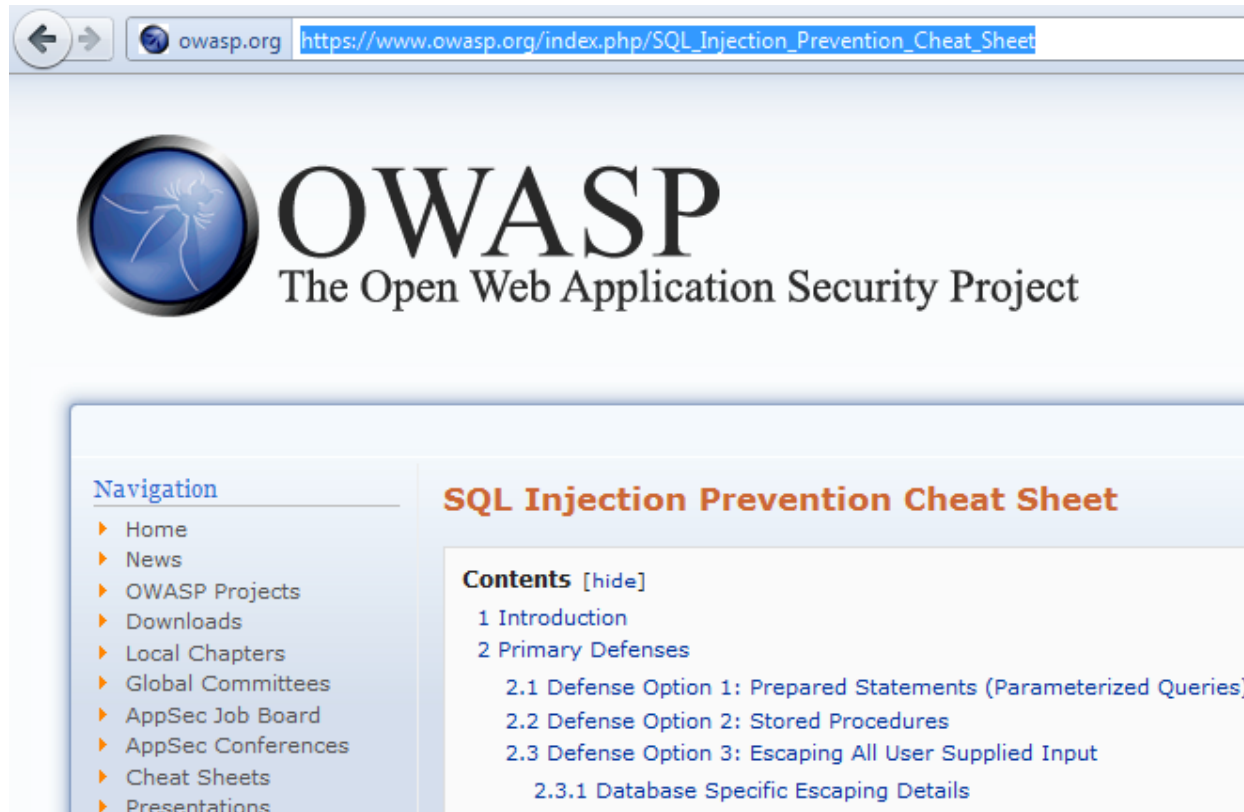 owasp.org https://www.owasp.org/index.php/SQL_Injection_Prevention_Cheat_Sheet
OWASP
The Open Web Application Security Project
Navigation
Home
News
OWASP Projects
Downloads
Local Chapters
Global Committees
AppSec Job Board
AppSec Conferences
Cheat Sheets
Presentations
SQL Injection Prevention Cheat Sheet
Contents [hide]
1 Introduction
2 Primary Defenses
2.1 Defense Option 1: Prepared Statements (Parameterized Queries)
2.2 Defense Option 2: Stored Procedures
2.3 Defense Option 3: Escaping All User Supplied Input
2.3.1 Database Specific Escaping Details